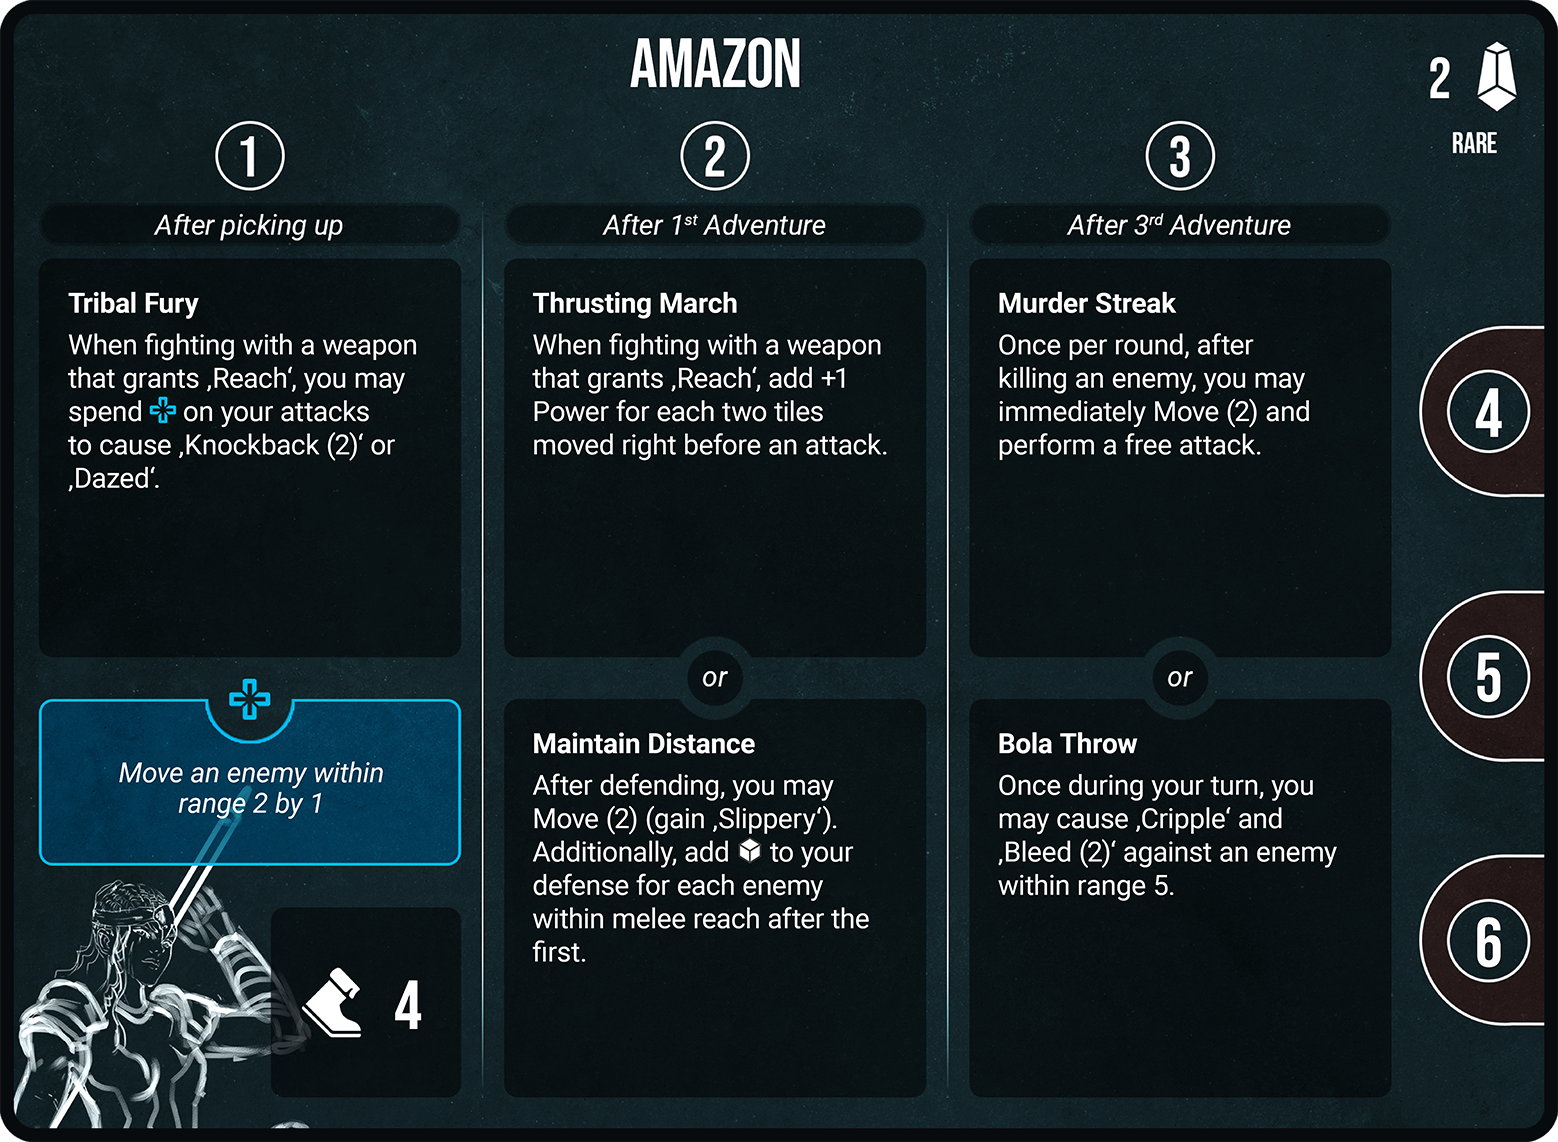 AMAZON
2
RARE
1
After picking up
Tribal Fury
When fighting with a weapon
that grants ‚Reach‘, you may
spend on your attacks
to cause ‚Knockback (2)‘ or
‚Dazed‘.
Move an enemy within
range 2 by 1
4
2
After 1st Adventure
Thrusting March
When fighting with a weapon
that grants ‚Reach‘, add +1
Power for each two tiles
moved right before an attack.
or
Maintain Distance
After defending, you may
Move (2) (gain ‚Slippery‘).
Additionally, add to your
defense for each enemy
within melee reach after the
first.
3
After 3rd Adventure
Murder Streak
Once per round, after
killing an enemy, you may
immediately Move (2) and
perform a free attack.
or
Bola Throw
Once during your turn, you
may cause ‚Cripple‘ and
‚Bleed (2)‘ against an enemy
within range 5.
4
5
6